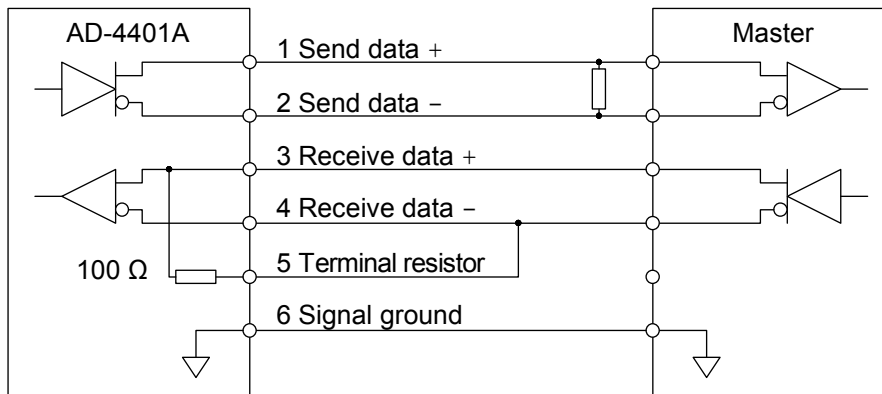 AD-4401A
Master
1 Send data +
2 Send data −
3 Receive data +
4 Receive data −
5 Terminal resistor
100 Ω
6 Signal ground